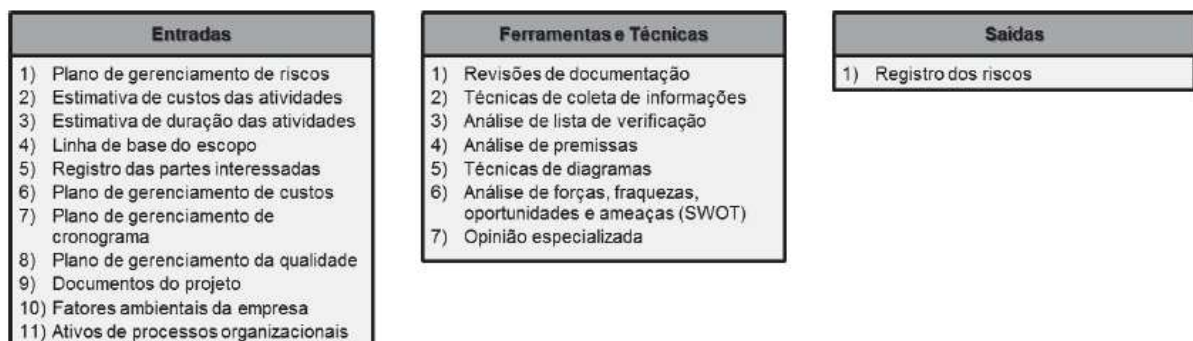 Entradas
1) Plano de gerenciamento de riscos
2) Estimativa de custos das atividades
3) Estimativa de duração das atividades
4) Linha de base do escopo
5) Registro das partes interessadas
6) Plano de gerenciamento de custos
7) Plano de gerenciamento de
cronograma
8) Plano de gerenciamento da qualidade
9) Documentos do projeto
10) Fatores ambientais da empresa
11) Ativos de processos organizacionais
Ferramentas e Técnicas
1) Revisões de documentação
2) Técnicas de coleta de informações
3) Análise de lista de verificação
4) Análise de premissas
5) Técnicas de diagramas
6) Análise de forças, fraquezas,
oportunidades e ameaças (SWOT)
7) Opinião especializada
Saídas
1) Registro dos riscos